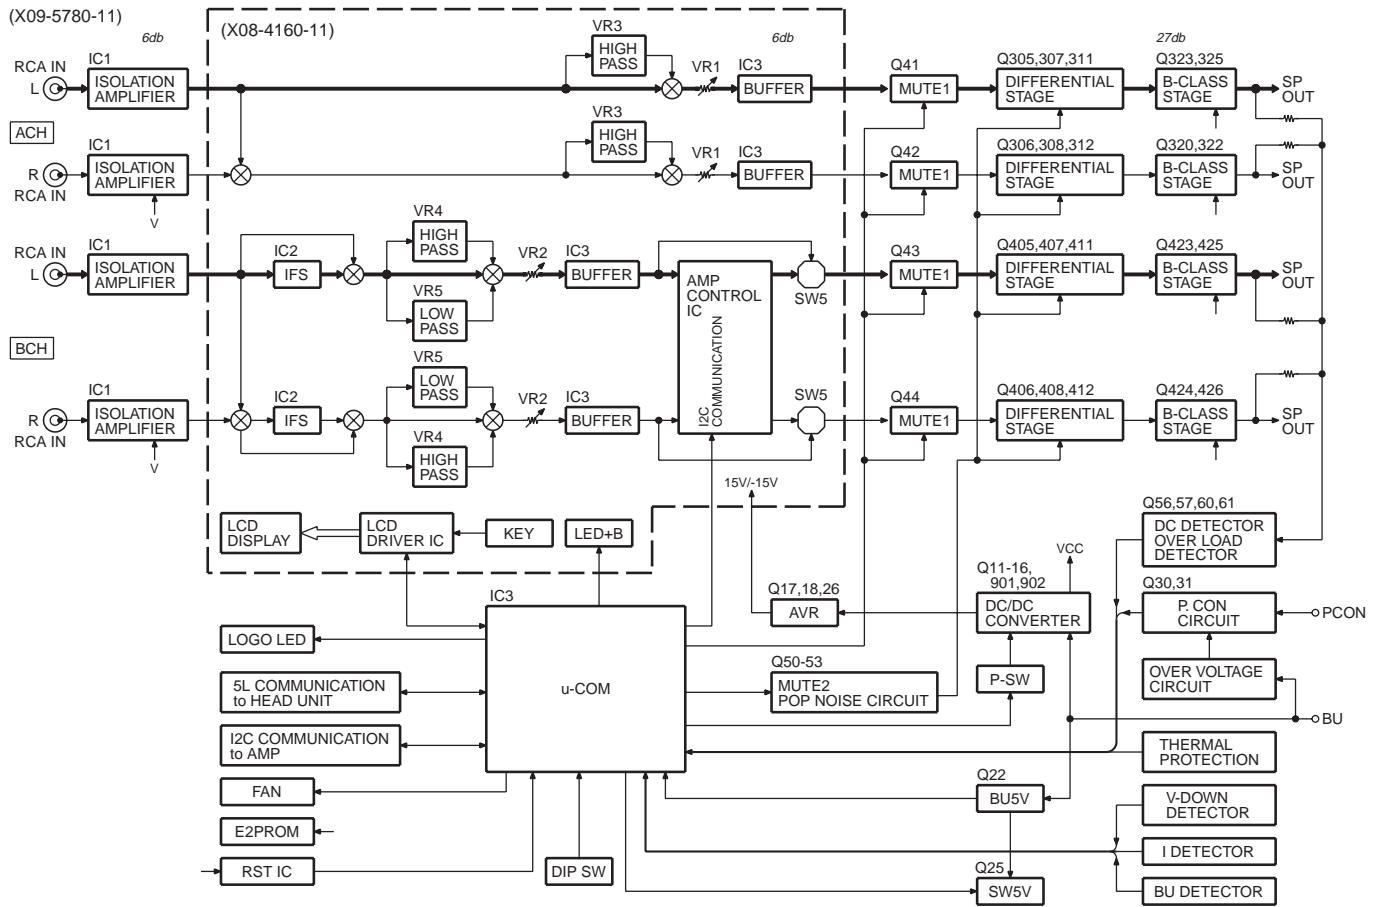 (X09-5780-11)
(X08-4160-11)
6db
6db
27db
RCA IN
L
IC1
ISOLATION
AMPLIFIER
VR3
HIGH
PASS
VR1
IC3
BUFFER
Q41
MUTE1
Q305,307,311
DIFFERENTIAL
STAGE
Q323,325
B-CLASS
STAGE
SP
OUT
ACH
R
RCA IN
IC1
ISOLATION
AMPLIFIER
V
VR3
HIGH
PASS
VR1
IC3
BUFFER
Q42
MUTE1
Q306,308,312
DIFFERENTIAL
STAGE
Q320,322
B-CLASS
STAGE
SP
OUT
RCA IN
L
IC1
ISOLATION
AMPLIFIER
IC2
IFS
VR4
HIGH
PASS
VR5
LOW
PASS
VR2
IC3
BUFFER
AMP
CONTROL
IC
I2C
COMMUNICATION
SW5
Q43
MUTE1
Q405,407,411
DIFFERENTIAL
STAGE
Q423,425
B-CLASS
STAGE
SP
OUT
BCH
R
RCA IN
IC1
ISOLATION
AMPLIFIER
V
IC2
IFS
VR5
LOW
PASS
VR4
HIGH
PASS
VR2
IC3
BUFFER
SW5
Q44
MUTE1
Q406,408,412
DIFFERENTIAL
STAGE
Q424,426
B-CLASS
STAGE
SP
OUT
15V/-15V
LCD
DISPLAY
LCD
DRIVER IC
KEY
LED+B
VCC
Q56,57,60,61
DC DETECTOR
OVER LOAD
DETECTOR
Q17,18,26
AVR
Q11-16,
901,902
DC/DC
CONVERTER
Q30,31
P. CON
CIRCUIT
PCON
IC3
u-COM
LOGO LED
5L COMMUNICATION
to HEAD UNIT
Q50-53
MUTE2
POP NOISE CIRCUIT
P-SW
OVER VOLTAGE
CIRCUIT
BU
I2C COMMUNICATION
to AMP
THERMAL
PROTECTION
FAN
Q22
BU5V
V-DOWN
DETECTOR
E2PROM
I DETECTOR
RST IC
DIP SW
Q25
SW5V
BU DETECTOR